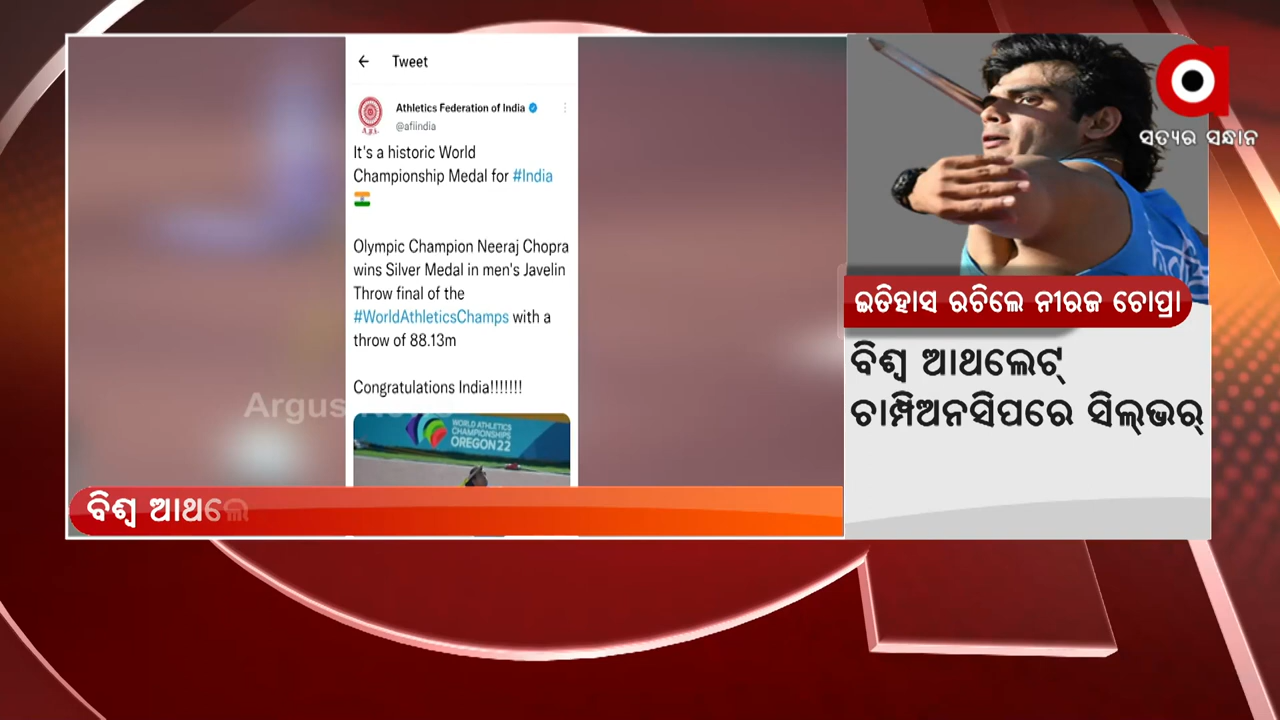 Tweet
Athletics Federation of India
@afiindia
It's a historic World
Championship Medal for #India
Olympic Champion Neeraj Chopra
wins Silver Medal in men's Javelin
Throw final of the
#WorldAthleticsChamps with a
throw of 88.13m
Congratulations India!!!!!!!
WORLD ATHLETICS
CHAMPIONSHIPS
OREGON22
Argus News
ବିଶ୍ୱ ଆଥଲେ
ସତ୍ୟର ସନ୍ଧାନ
ଇତିହାସ ରଚିଲେ ନୀରଜ ଚୋପ୍ରା
ବିଶ୍ୱ ଆଥଲେଟ୍
ଚାମ୍ପିଅନସିପରେ ସିଲ୍‌ଭର୍